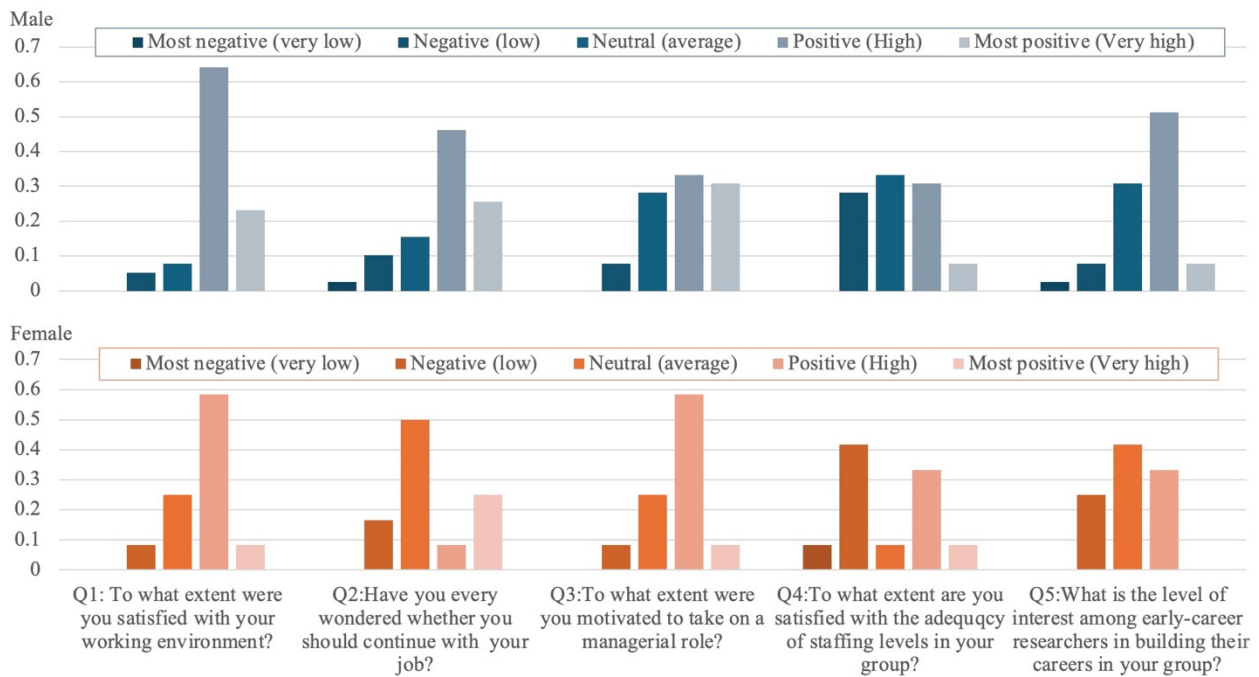 Male
Most negative (very low) Negative (low) Neutral (average) Positive (High) Most positive (Very high)
0.7
0.6
0.5
0.4
0.3
0.2
0.1
0
Female
Most negative (very low) Negative (low) Neutral (average) Positive (High) Most positive (Very high)
0.7
0.6
0.5
0.4
0.3
0.2
0.1
0
Q1: To what extent were
you satisfied with your
working environment?
Q2:Have you every
wondered whether you
should continue with your
job?
Q3:To what extent were
you motivated to take on a
managerial role?
Q4:To what extent are you
satisfied with the adequqcy
of staffing levels in your
group?
Q5:What is the level of
interest among early-career
researchers in building their
careers in your group?